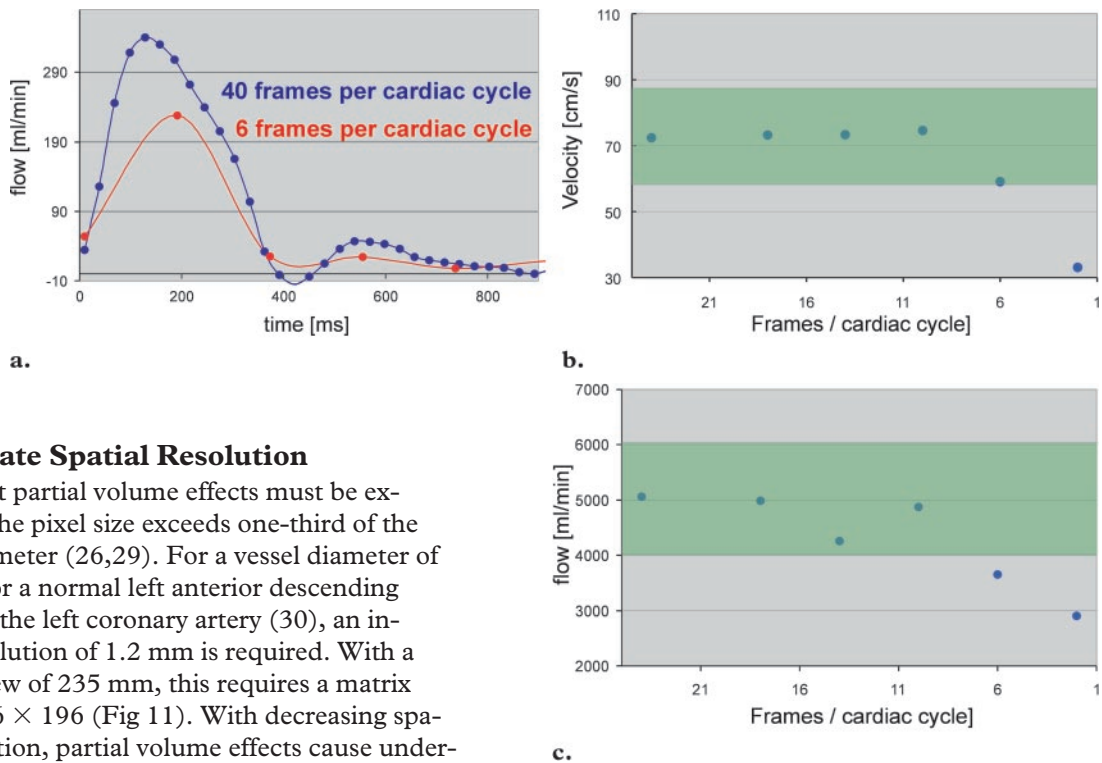 290
190
90
-10
flow [ml/min]
40 frames per cardiac cycle
6 frames per cardiac cycle
0 200 400 600 800
time [ms]
a.
110
90
70
50
30
Velocity [cm/s]
21 16 11 6 1
Frames / cardiac cycle]
b.
ate Spatial Resolution
t partial volume effects must be ex-
he pixel size exceeds one-third of the
meter (26,29). For a vessel diameter of
or a normal left anterior descending
the left coronary artery (30), an in-
lution of 1.2 mm is required. With a
ew of 235 mm, this requires a matrix
6 × 196 (Fig 11). With decreasing spa-
tion, partial volume effects cause under-
7000
6000
5000
4000
3000
2000
flow [ml/min]
21 16 11 6 1
Frames / cardiac cycle]
c.